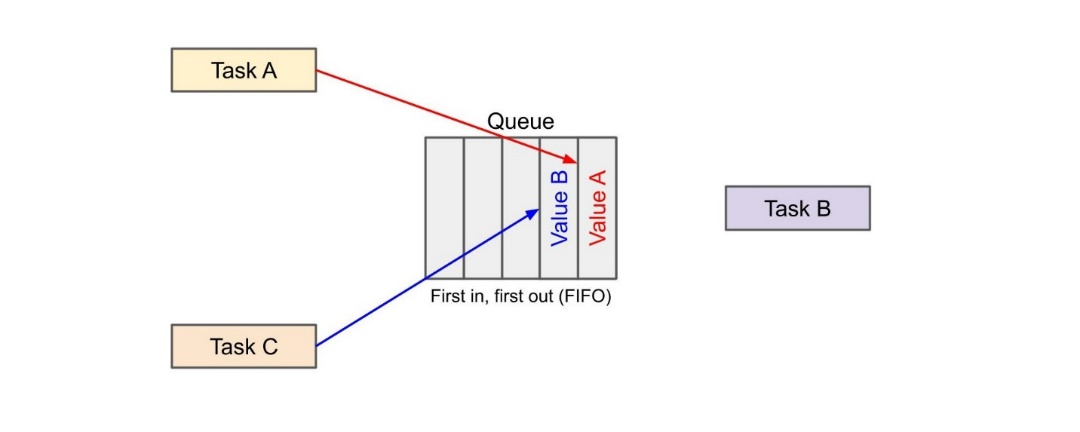 Task A
Queue
Value B
Value A
Task B
First in, first out (FIFO)
Task C